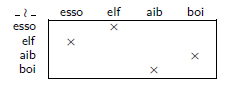 _ ≀ _ esso elf aib boi
esso ×
elf ×
aib ×
boi ×